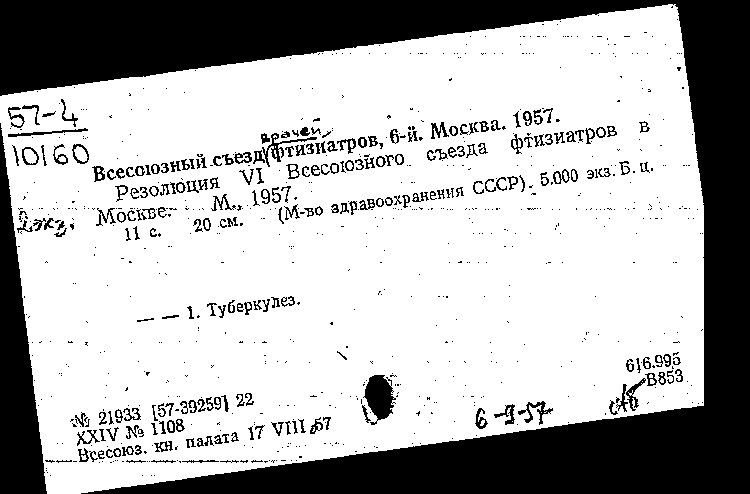 57-4
10160
2 экз.
врачей
Всесоюзный съезд фтизиатров, 6-й. Москва. 1957.
Резолюция VI Всесоюзного съезда фтизиатров в
Москве. М., 1957.
11 с. 20 см. (М-во здравоохранения СССР). 5.000 экз. Б. ц.
— — 1. Туберкулез.
616.995
В853
№ 21933 [57-39259] 22
XXIV № 1108
Всесоюз. кн. палата 17 VIII 57
6-9-57